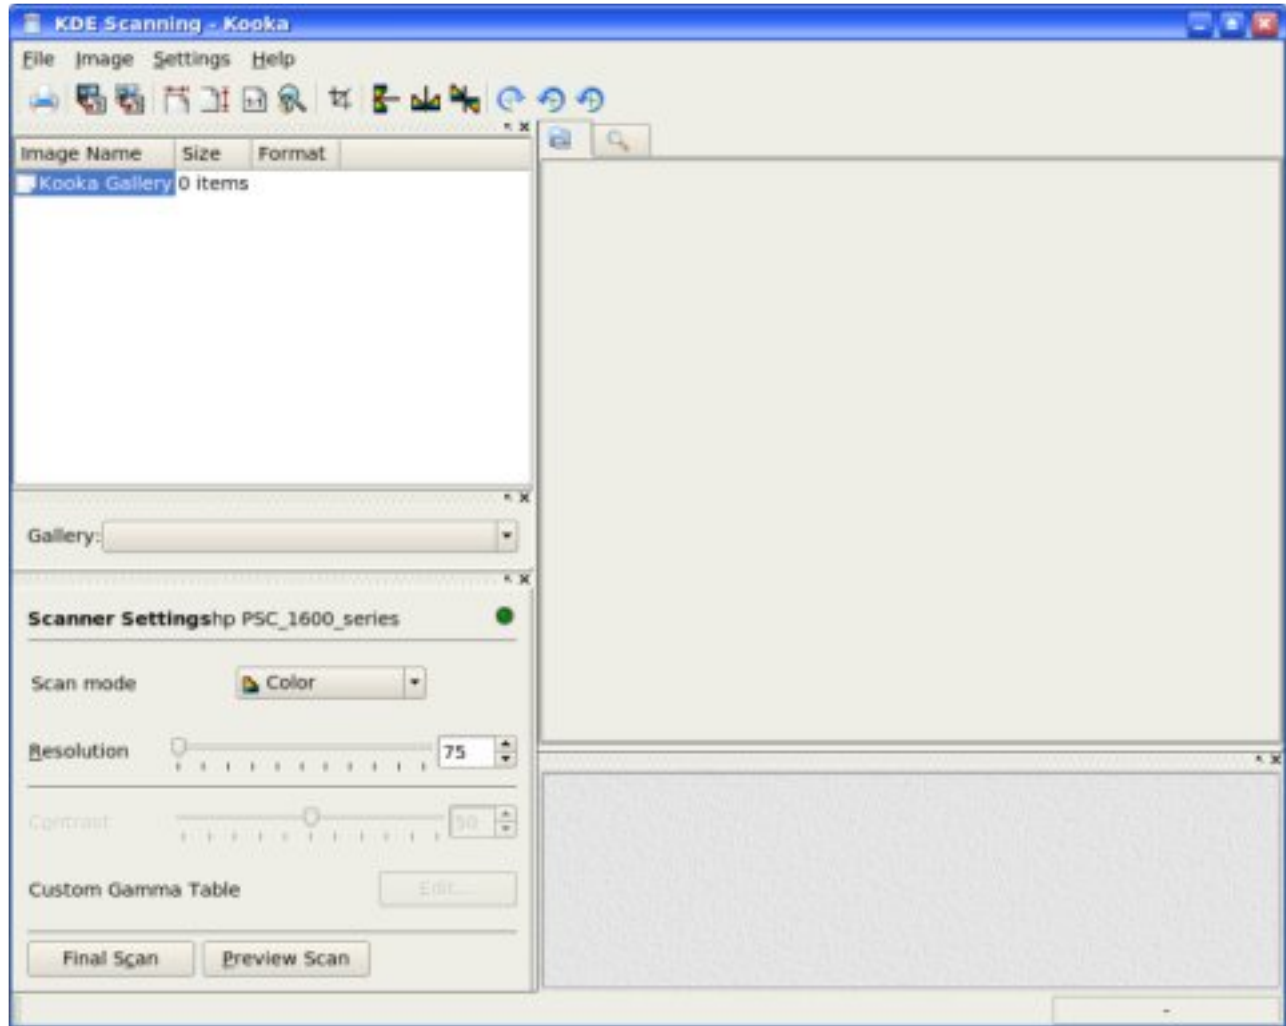 KDE Scanning - Kooka
File Image Settings Help
Image Name Size Format
Kooka Gallery 0 items
Gallery:
Scanner Settings hp PSC_1600_series
Scan mode Color
Resolution 75
Contrast 50
Custom Gamma Table Edit...
Final Scan Preview Scan
-